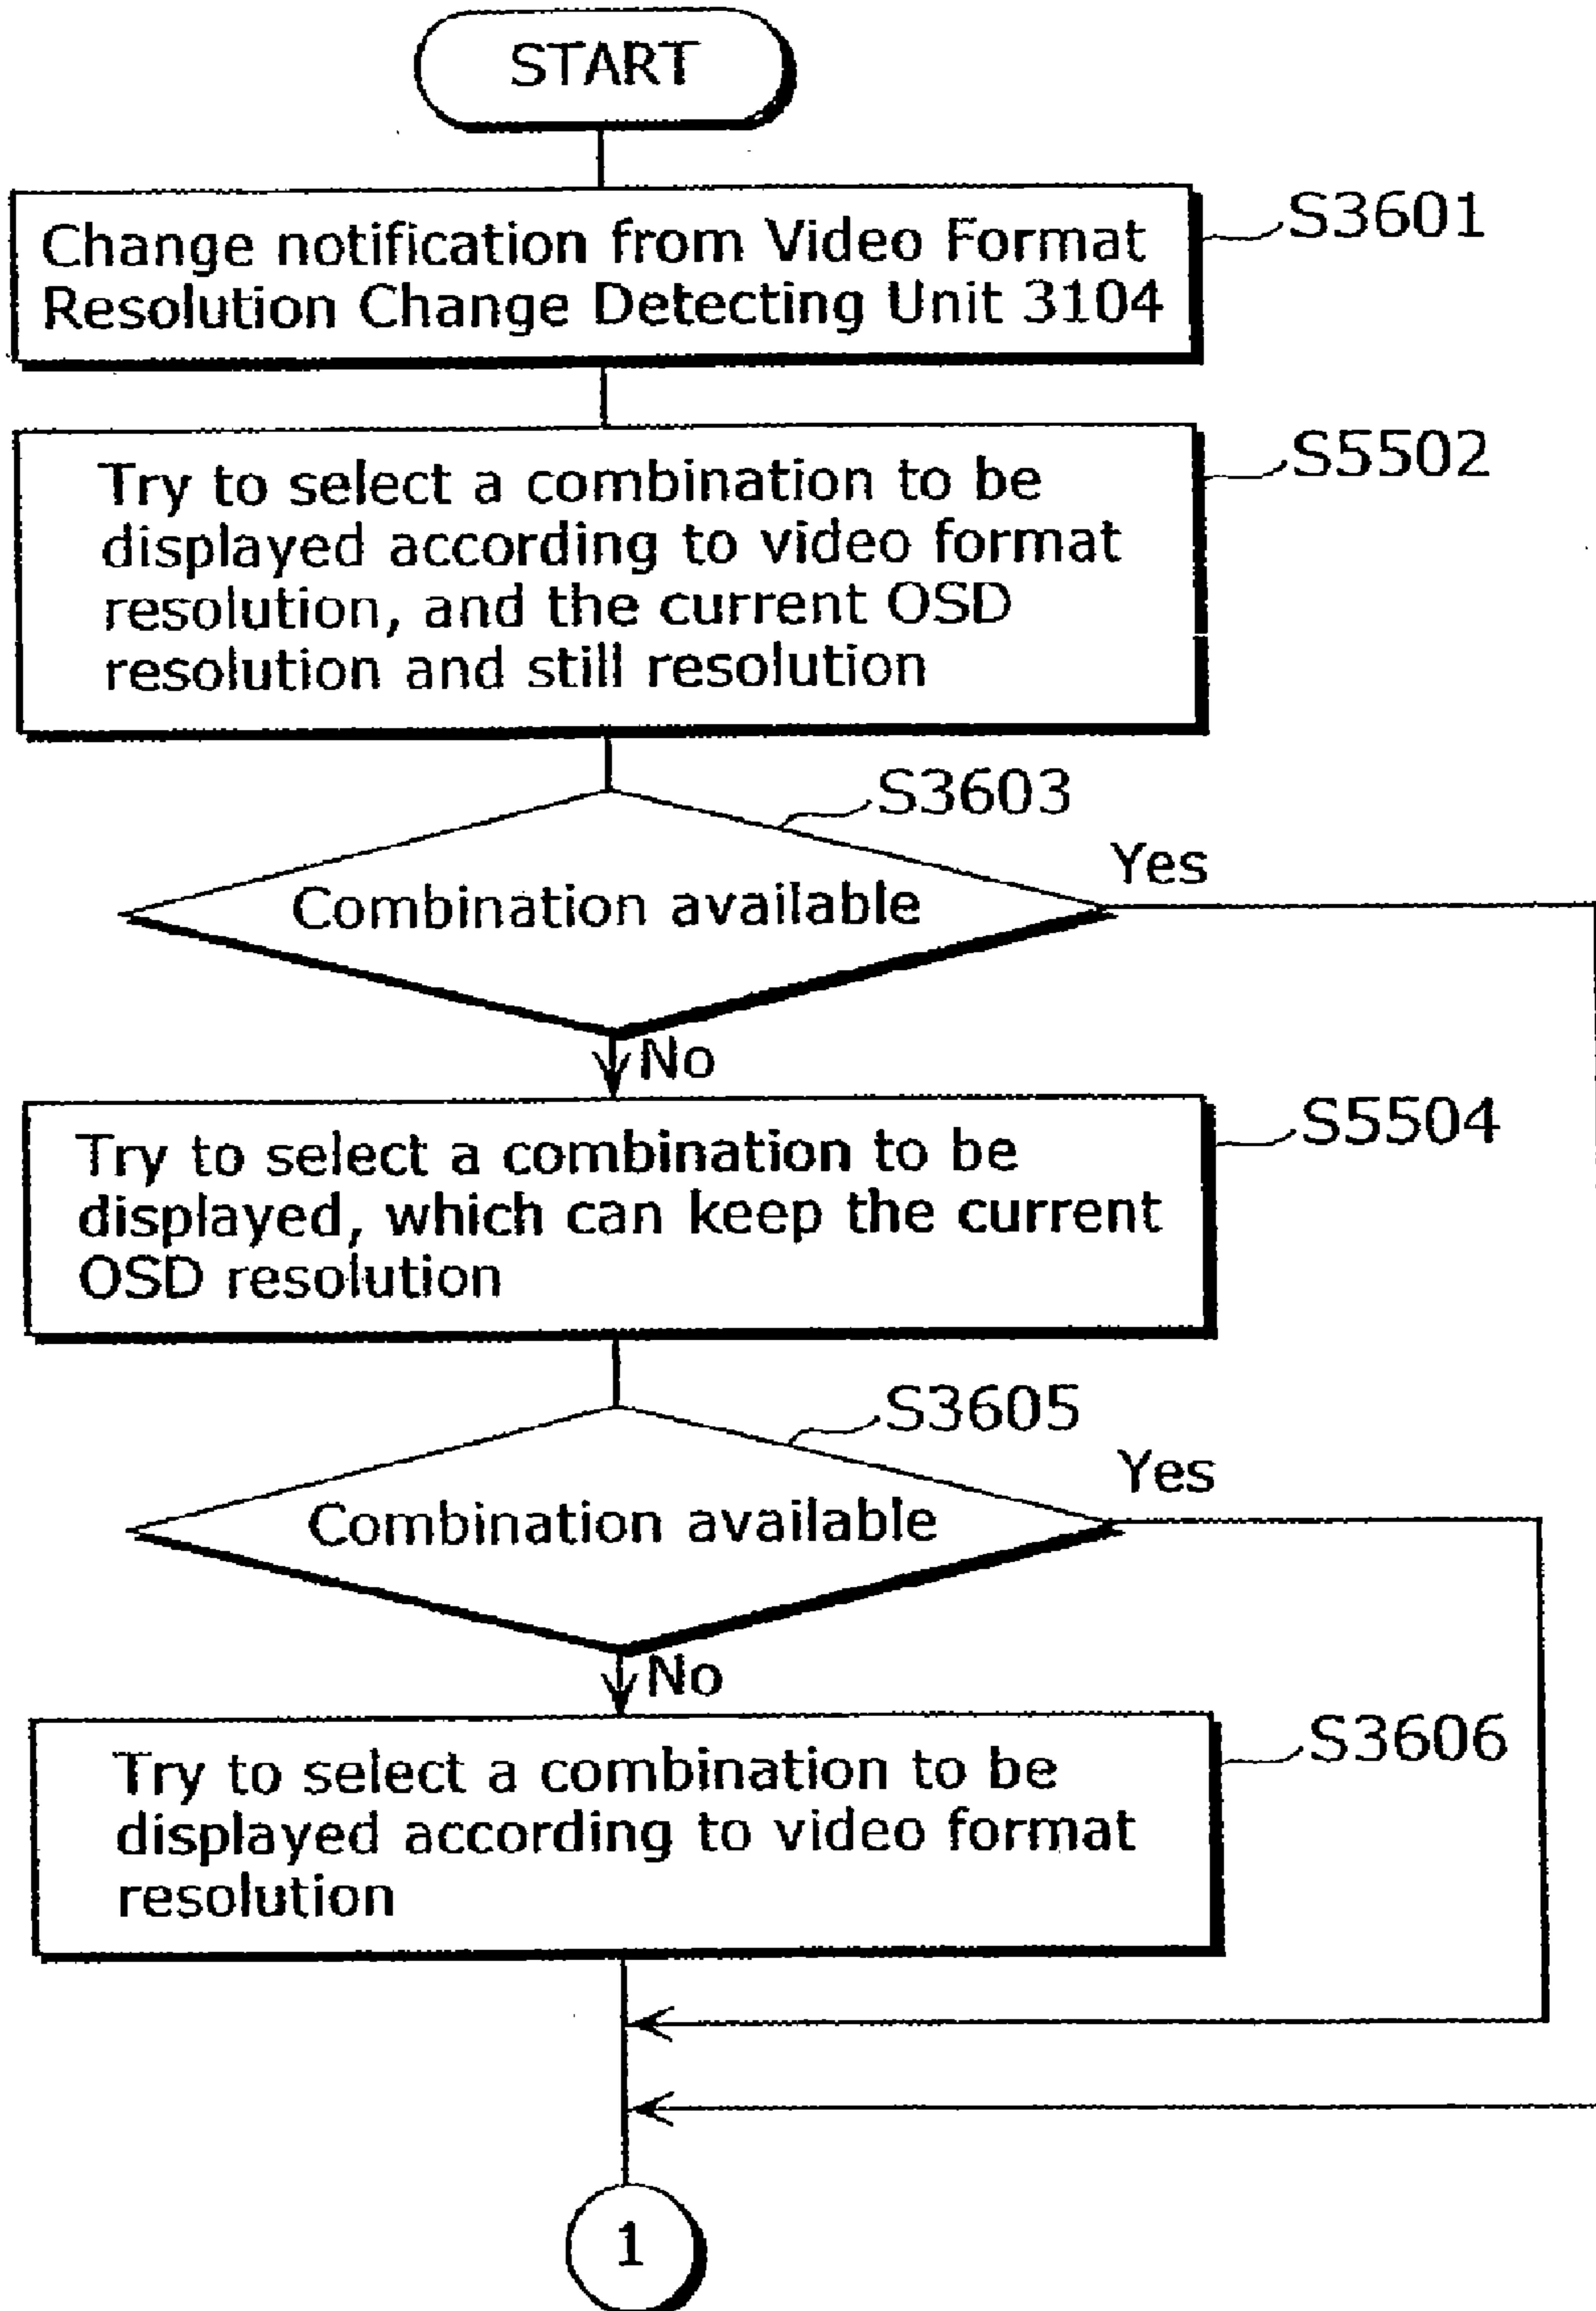 START
Change notification from Video Format
Resolution Change Detecting Unit 3104
S3601
Try to select a combination to be
displayed according to video format
resolution, and the current OSD
resolution and still resolution
S5502
S3603
Combination available
Yes
No
Try to select a combination to be
displayed, which can keep the current
OSD resolution
S5504
S3605
Combination available
Yes
No
Try to select a combination to be
displayed according to video format
resolution
S3606
1